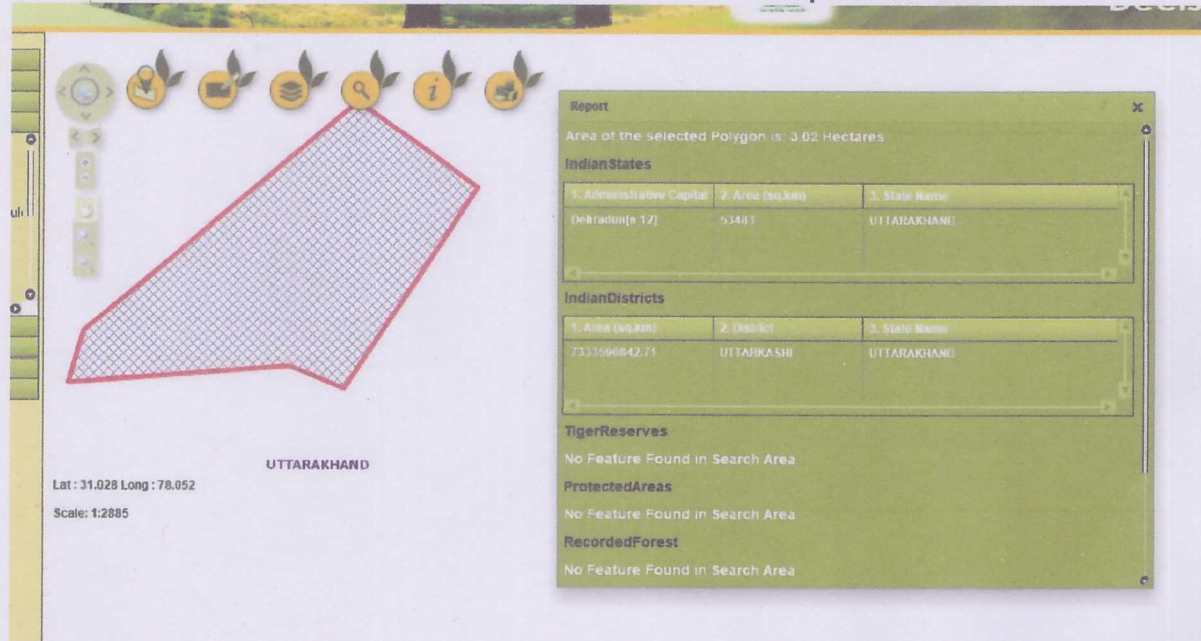 Report
Area of the selected Polygon is: 3.02 Hectares
IndianStates
1. Administrative Capital 2. Area (sq.km) 3. State Name
Dehradun[a 12] 53483 UTTARAKHAND
IndianDistricts
1. Area (sq.km) 2. District 3. State Name
7333590842.71 UTTARKASHI UTTARAKHAND
TigerReserves
No Feature Found in Search Area
ProtectedAreas
No Feature Found in Search Area
RecordedForest
No Feature Found in Search Area
UTTARAKHAND
Lat : 31.028 Long : 78.052
Scale: 1:2885